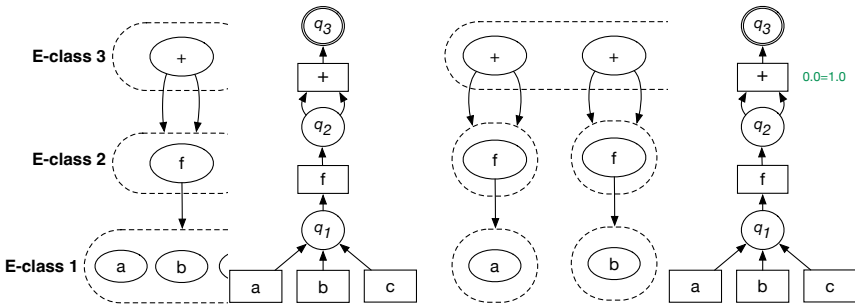 q3 q3
E-class 3 + + + + + 0.0=1.0
q2 q2
E-class 2 f f f f f
q1 q1
E-class 1 a b a b
a b c a b c